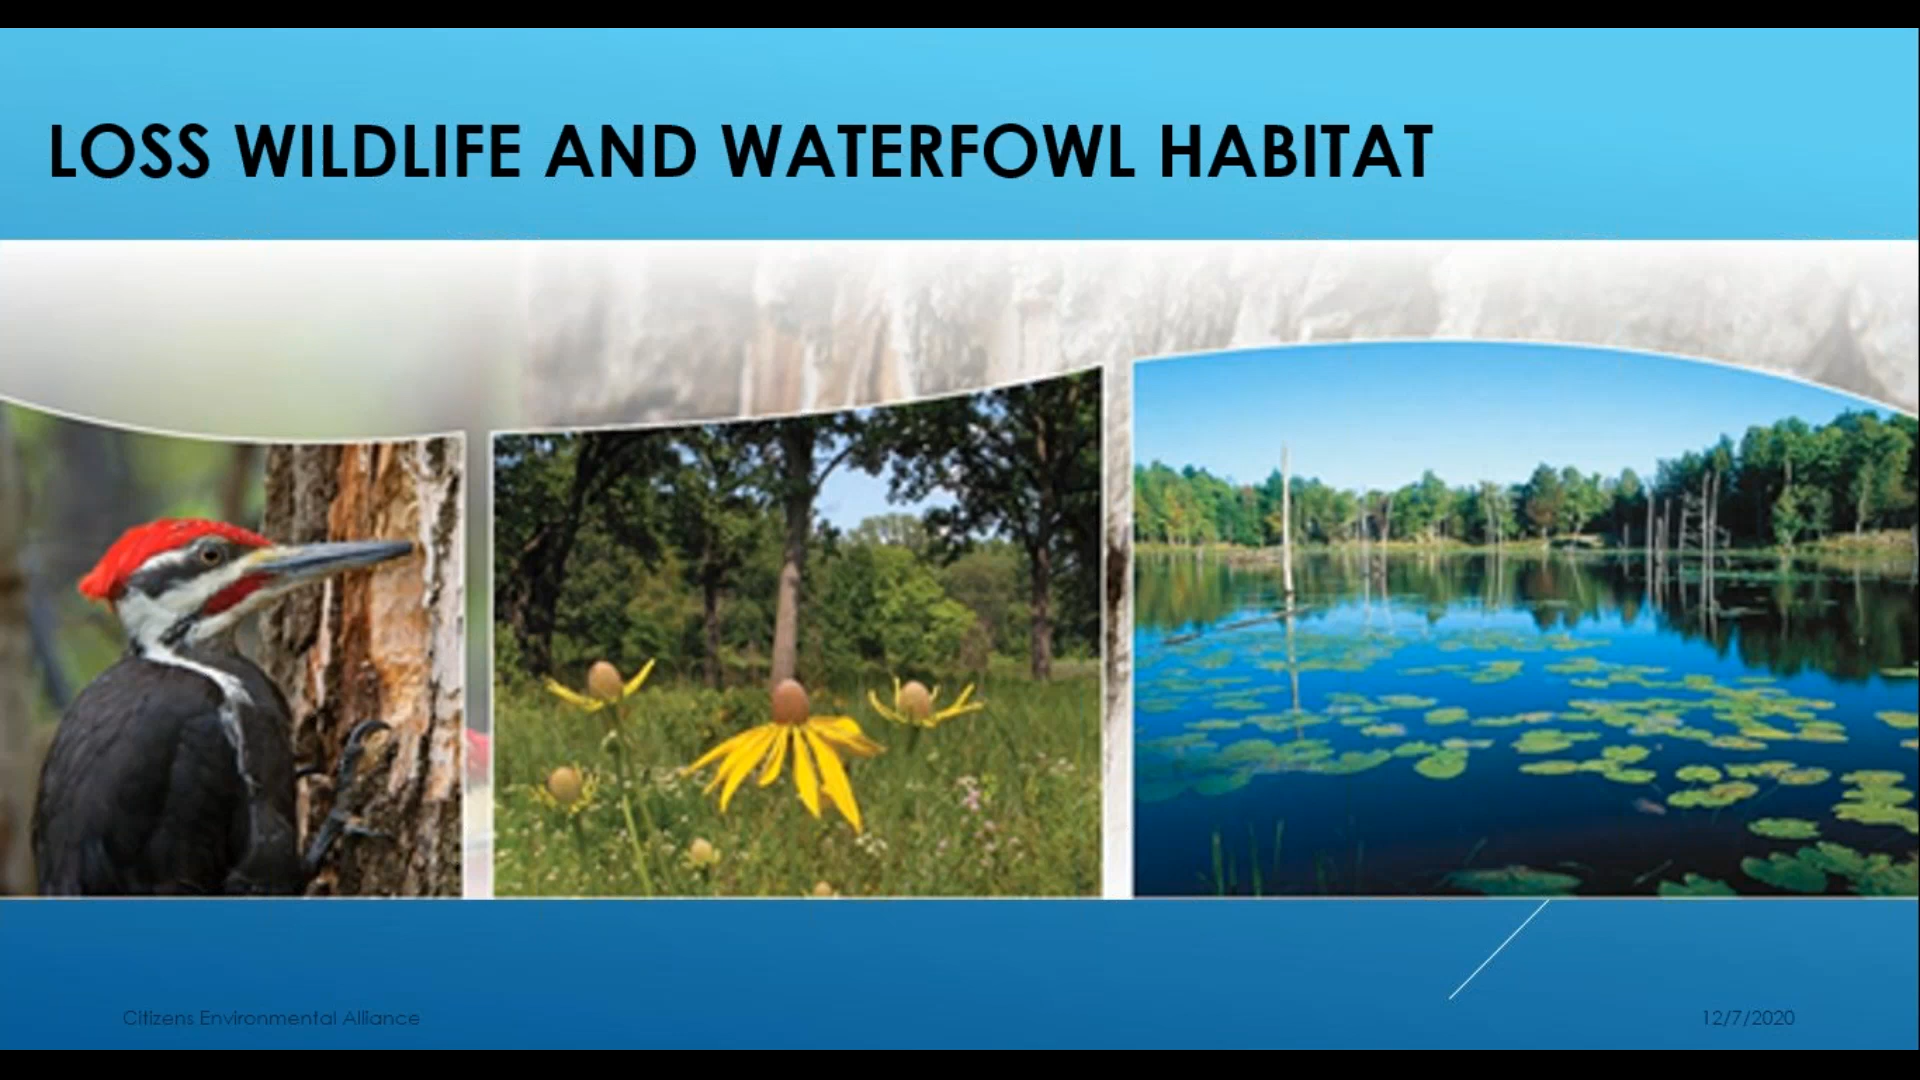 LOSS WILDLIFE AND WATERFOWL HABITAT
Citizens Environmental Alliance
12/7/2020